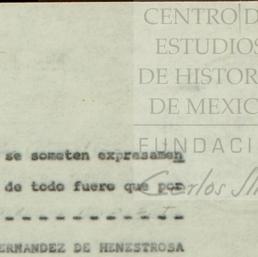 CENTRO D
ESTUDIOS
DE HISTOR
DE MEXIC
FUNDACI
Carlos Sl
se someten expresamen
de todo fuero que por
- - - - - - - - - - - -
ERNANDEZ DE HENESTROSA